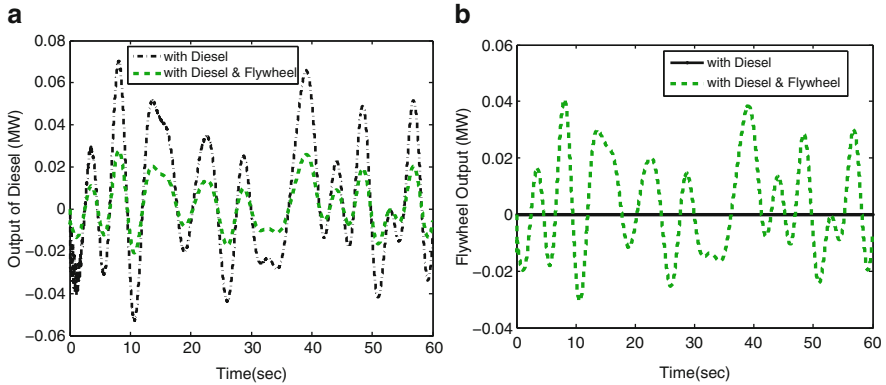 a
Output of Diesel (MW)
0.08
0.06
0.04
0.02
0
−0.02
−0.04
−0.06
with Diesel
with Diesel & Flywheel
0 10 20 30 40 50 60
Time(sec)
b
Flywheel Output (MW)
0.06
0.04
0.02
0
−0.02
−0.04
with Diesel
with Diesel & Flywheel
0 10 20 30 40 50 60
Time(sec)